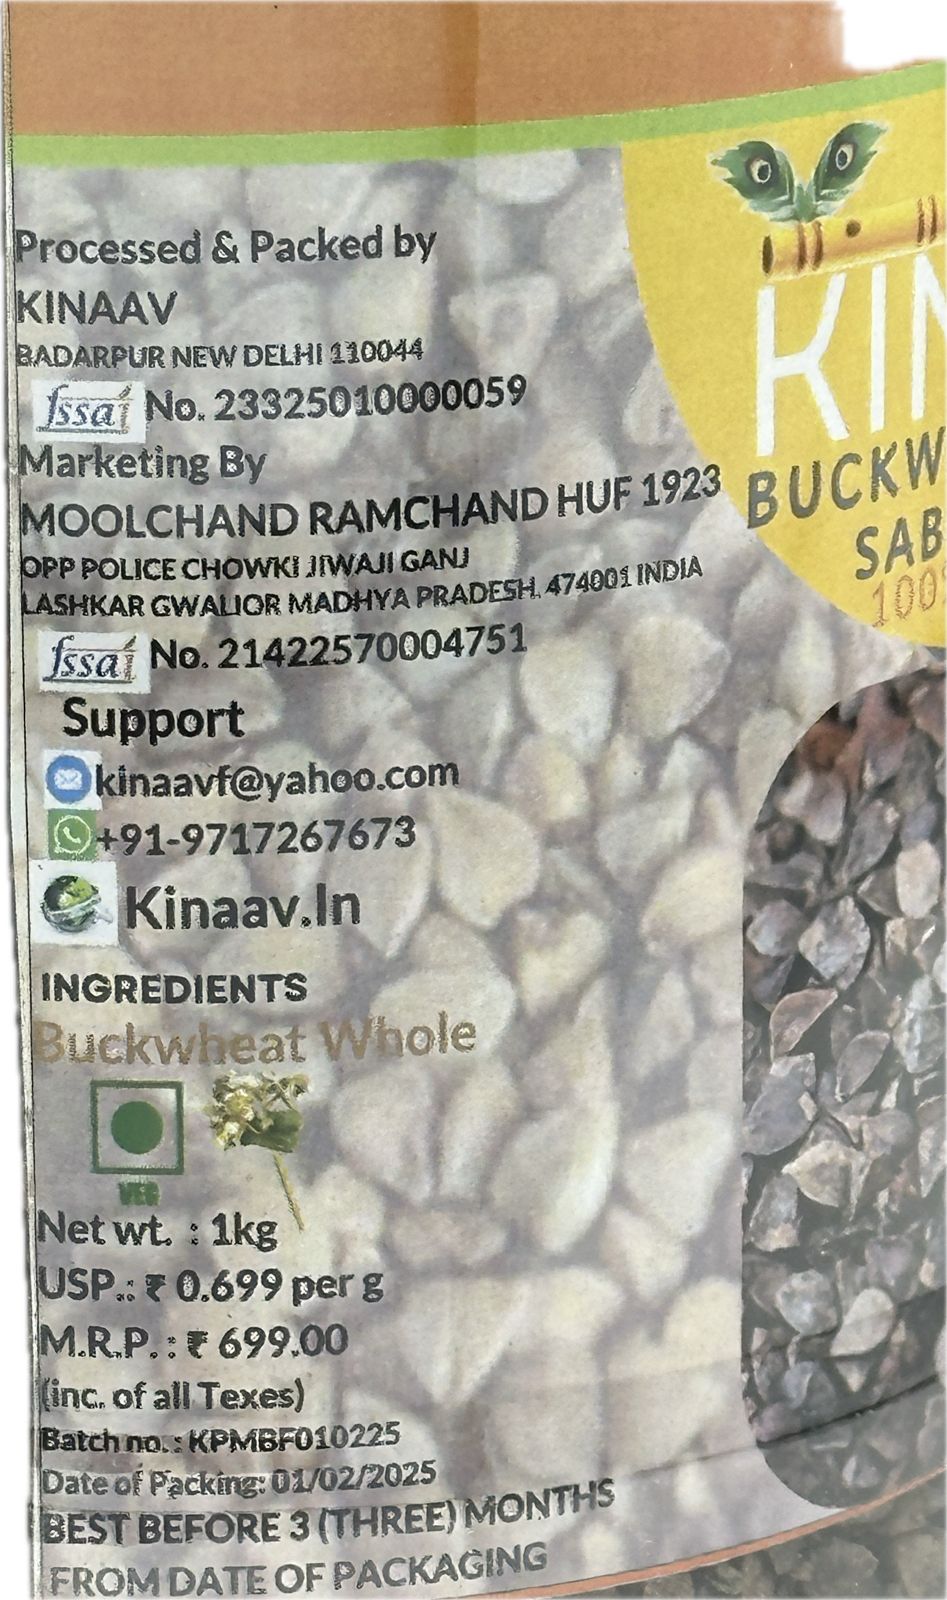 Processed & Packed by
KINAAV
BADARPUR NEW DELHI 110044
fssai No. 23325010000059
Marketing By
MOOLCHAND RAMCHAND HUF 1923
OPP POLICE CHOWKI JIWAJI GANJ
LASHKAR GWALIOR MADHYA PRADESH. 474001 INDIA
fssai No. 21422570004751
Support
kinaavf@yahoo.com
+91-9717267673
Kinaav.In
INGREDIENTS
Buckwheat Whole
VEG
Net wt. : 1kg
USP.: ₹ 0.699 per g
M.R.P. : ₹ 699.00
(inc. of all Texes)
Batch no. : KPMBF010225
Date of Packing: 01/02/2025
BEST BEFORE 3 (THREE) MONTHS
FROM DATE OF PACKAGING
KIN
BUCKW
SAB
100